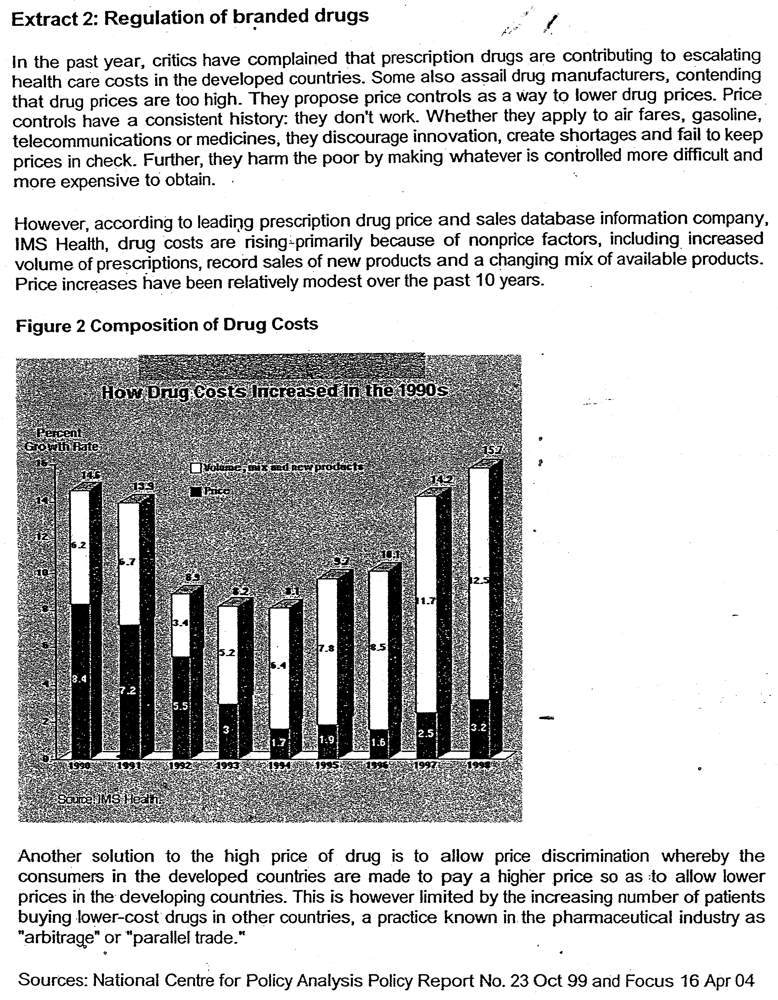 Extract 2: Regulation of branded drugs
In the past year, critics have complained that prescription drugs are contributing to escalating
health care costs in the developed countries. Some also assail drug manufacturers, contending
that drug prices are too high. They propose price controls as a way to lower drug prices. Price
controls have a consistent history: they don't work. Whether they apply to air fares, gasoline,
telecommunications or medicines, they discourage innovation, create shortages and fail to keep
prices in check. Further, they harm the poor by making whatever is controlled more difficult and
more expensive to obtain.
However, according to leading prescription drug price and sales database information company,
IMS Health, drug costs are rising primarily because of nonprice factors, including increased
volume of prescriptions, record sales of new products and a changing mix of available products.
Price increases have been relatively modest over the past 10 years.
Figure 2 Composition of Drug Costs
How Drug Costs Increased in the 1990s
Percent
Growth Rate
15.7
16
Volume, mix and new products
14.6
14.2
13.9
Price
14
12
6.2
10.1
6.7
9.7
10
8.9
12.5
8.2
8.1
11.7
8
3.4
6
7.8
8.5
5.2
6.4
8.4
4
7.2
5.5
2
3
3.2
2.5
1.7
1.9
1.6
0
1990 1991 1992 1993 1994 1995 1996 1997 1998
Source: IMS Health
Another solution to the high price of drug is to allow price discrimination whereby the
consumers in the developed countries are made to pay a higher price so as to allow lower
prices in the developing countries. This is however limited by the increasing number of patients
buying lower-cost drugs in other countries, a practice known in the pharmaceutical industry as
"arbitrage" or "parallel trade."
Sources: National Centre for Policy Analysis Policy Report No. 23 Oct 99 and Focus 16 Apr 04